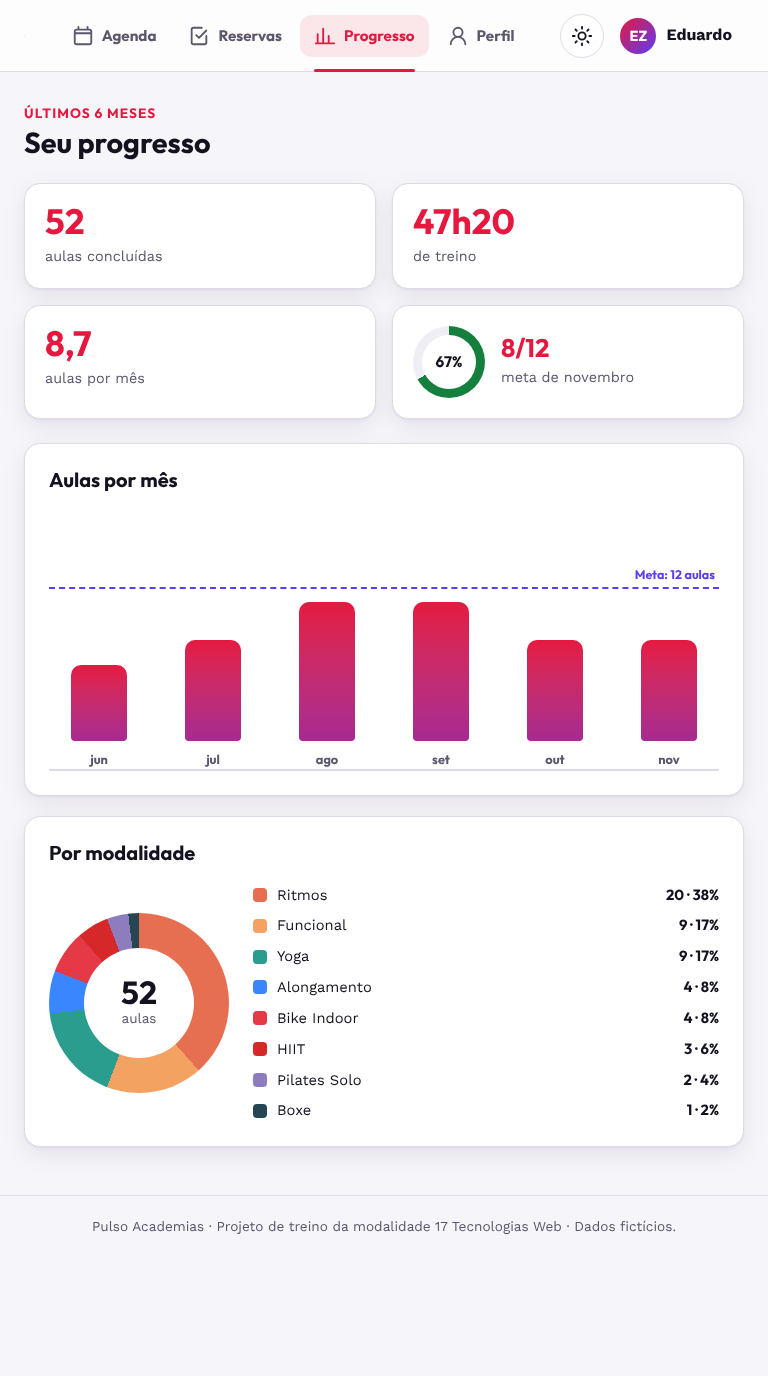 Agenda Reservas Progresso Perfil EZ Eduardo
ÚLTIMOS 6 MESES
Seu progresso
52
aulas concluídas
47h20
de treino
8,7
aulas por mês
67%
8/12
meta de novembro
Aulas por mês
Meta: 12 aulas
jun jul ago set out nov
Por modalidade
52
aulas
Ritmos 20 · 38%
Funcional 9 · 17%
Yoga 9 · 17%
Alongamento 4 · 8%
Bike Indoor 4 · 8%
HIIT 3 · 6%
Pilates Solo 2 · 4%
Boxe 1 · 2%
Pulso Academias · Projeto de treino da modalidade 17 Tecnologias Web · Dados fictícios.